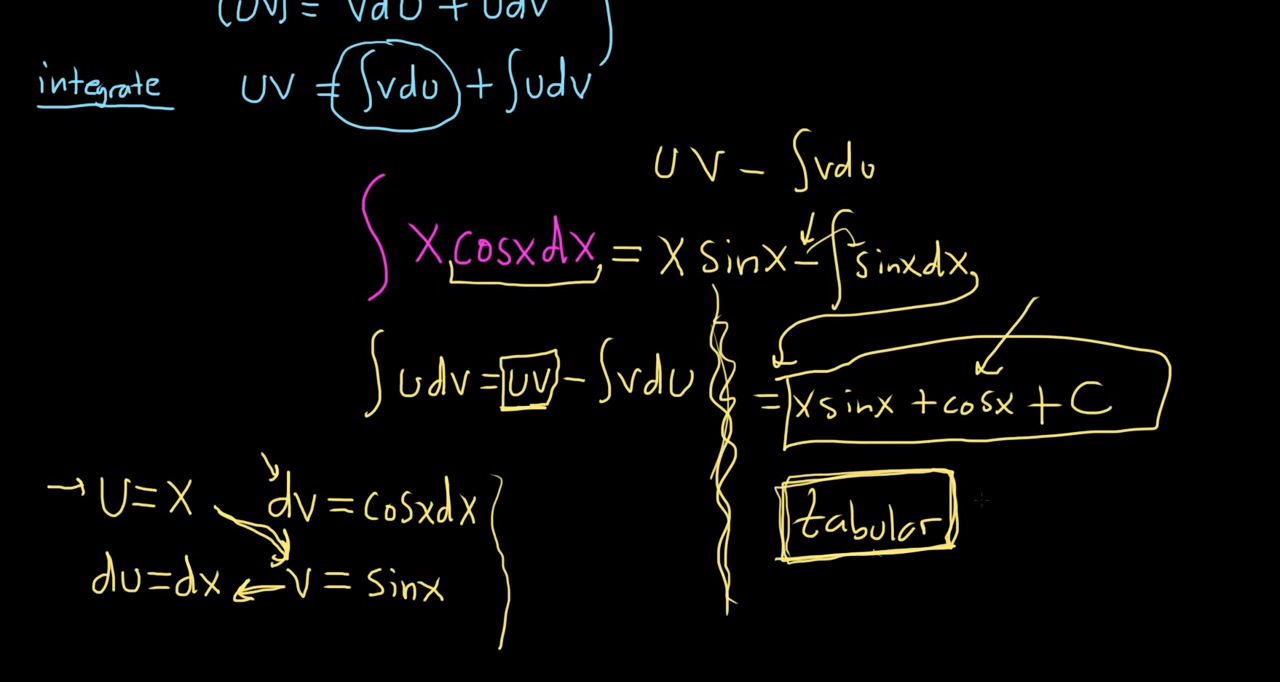 (UV)' = VdU + UdV
integrate UV = ∫vdu + ∫udv
UV - ∫vdu
∫ x cosxdx = x sinx - ∫sinxdx
∫udv = uv - ∫vdu
= xsinx + cosx + C
→ U=X dv = cosxdx
tabular
du=dx v = sinx